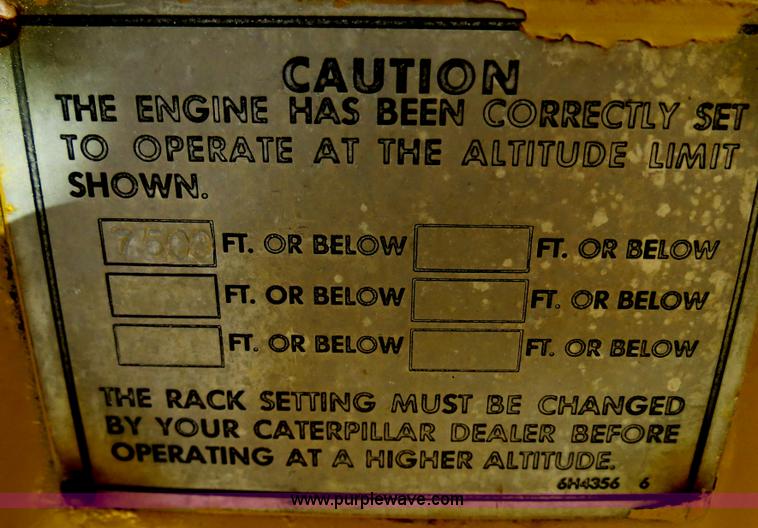 CAUTION
THE ENGINE HAS BEEN CORRECTLY SET
TO OPERATE AT THE ALTITUDE LIMIT
SHOWN.
7500 FT. OR BELOW FT. OR BELOW
FT. OR BELOW FT. OR BELOW
FT. OR BELOW FT. OR BELOW
THE RACK SETTING MUST BE CHANGED
BY YOUR CATERPILLAR DEALER BEFORE
OPERATING AT A HIGHER ALTITUDE.
6H4356 6
www.purplewave.com